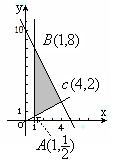 y
10
B(1,8)
c(4,2)
1
0
1
4
x
A(1,1/2)